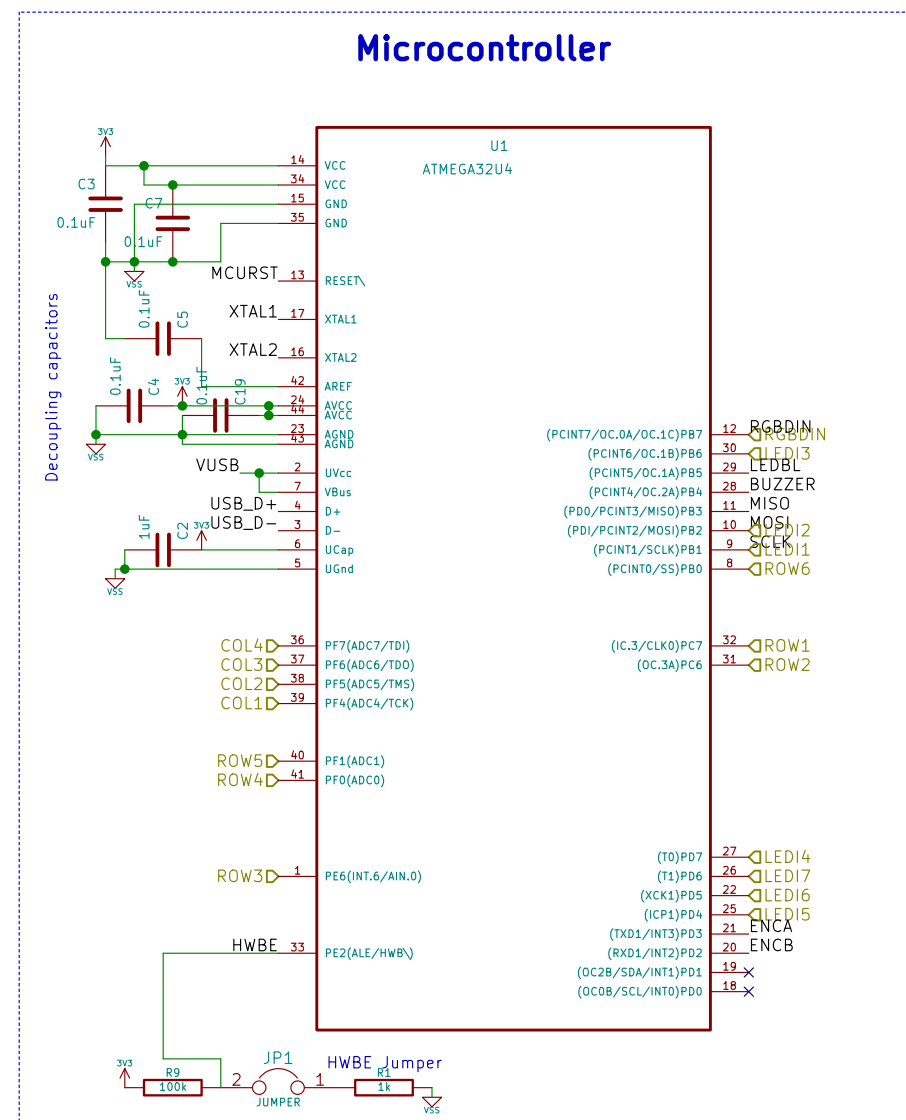 Microcontroller
3V3
U1
ATMEGA32U4
14 VCC
34 VCC
15 GND
35 GND
C3
0.1uF
C7
0.1uF
VSS
MCURST 13 RESET\
XTAL1 17 XTAL1
XTAL2 16 XTAL2
0.1uF
C5
42 AREF
24 AVCC
44 AVCC
23 AGND
43 AGND
0.1uF
C4
3V3
0.1uF
C19
VSS
Decoupling capacitors
VUSB 2 UVcc
7 VBus
USB_D+ 4 D+
USB_D- 3 D-
6 UCap
5 UGnd
1uF
C2
3V3
VSS
(PCINT7/OC.0A/OC.1C)PB7 12 RGBDIN
RGBDIN
(PCINT6/OC.1B)PB6 30 LEDI3
(PCINT5/OC.1A)PB5 29 LEDBL
(PCINT4/OC.2A)PB4 28 BUZZER
(PD0/PCINT3/MISO)PB3 11 MISO
(PDI/PCINT2/MOSI)PB2 10 MOSI
LEDI2
(PCINT1/SCLK)PB1 9 SCLK
LEDI1
(PCINT0/SS)PB0 8 ROW6
COL4 36 PF7(ADC7/TDI)
COL3 37 PF6(ADC6/TDO)
COL2 38 PF5(ADC5/TMS)
COL1 39 PF4(ADC4/TCK)
(IC.3/CLK0)PC7 32 ROW1
(OC.3A)PC6 31 ROW2
ROW5 40 PF1(ADC1)
ROW4 41 PF0(ADC0)
ROW3 1 PE6(INT.6/AIN.0)
HWBE 33 PE2(ALE/HWB\)
(T0)PD7 27 LEDI4
(T1)PD6 26 LEDI7
(XCK1)PD5 22 LEDI6
(ICP1)PD4 25 LEDI5
(TXD1/INT3)PD3 21 ENCA
(RXD1/INT2)PD2 20 ENCB
(OC2B/SDA/INT1)PD1 19
(OC0B/SCL/INT0)PD0 18
3V3
R9
100k
2
JP1
JUMPER
1
HWBE Jumper
R1
1k
VSS